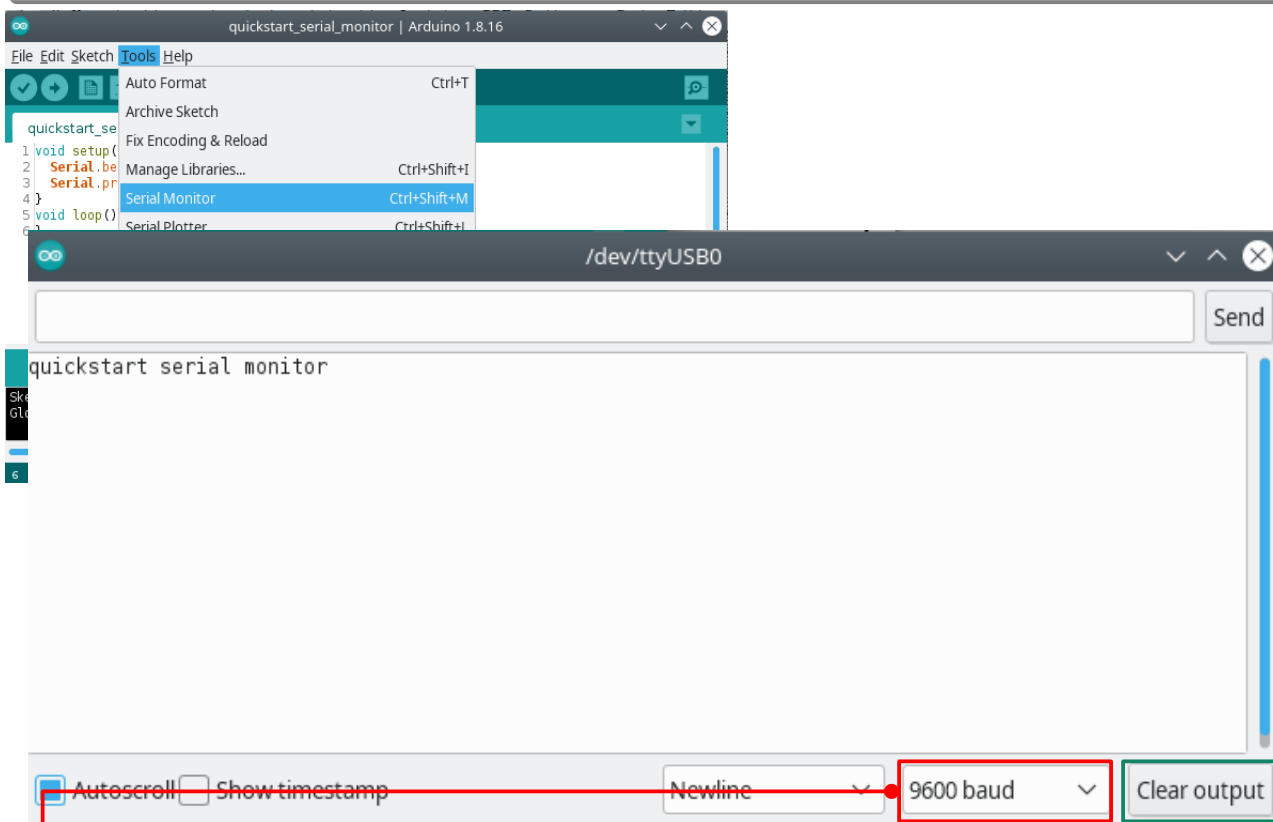 quickstart_serial_monitor | Arduino 1.8.16
File Edit Sketch Tools Help
Auto Format Ctrl+T
Archive Sketch
quickstart_se
Fix Encoding & Reload
1 void setup(
2 Serial.be
Manage Libraries... Ctrl+Shift+I
3 Serial.pr
4 }
Serial Monitor Ctrl+Shift+M
5 void loop()
6
Serial Plotter Ctrl+Shift+L
/dev/ttyUSB0
Send
quickstart serial monitor
Ske
Glo
6
Autoscroll Show timestamp Newline 9600 baud Clear output